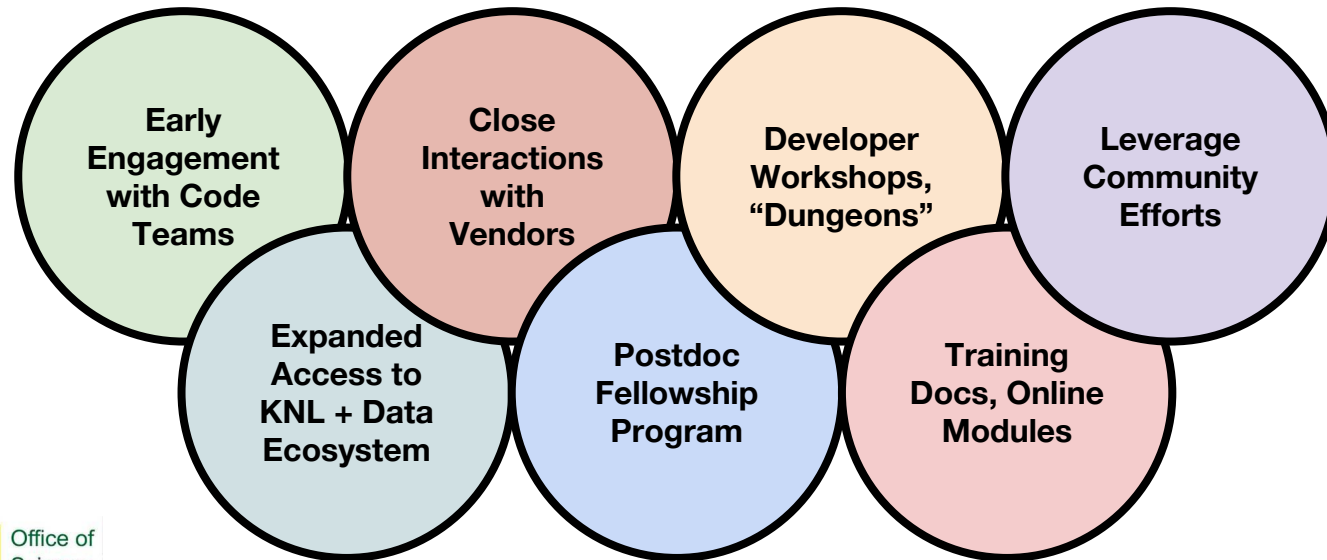 Early
Engagement
with Code
Teams
Close
Interactions
with
Vendors
Developer
Workshops,
“Dungeons”
Leverage
Community
Efforts
Expanded
Access to
KNL + Data
Ecosystem
Postdoc
Fellowship
Program
Training
Docs, Online
Modules
Office of